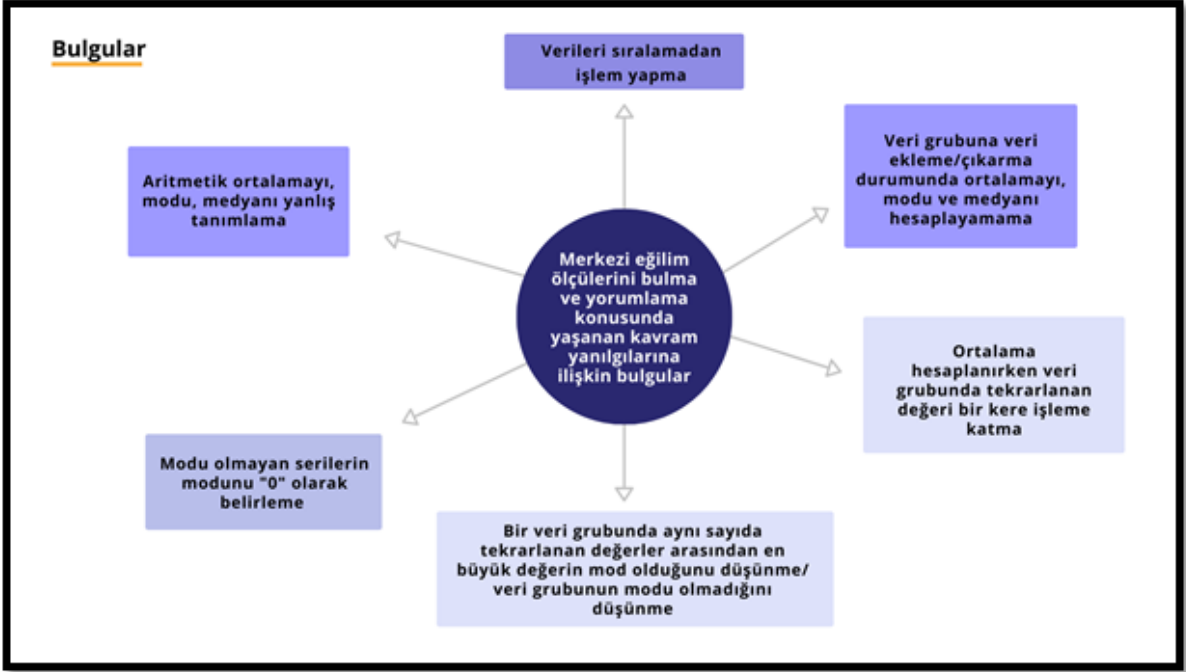 Bulgular
Verileri sıralamadan
işlem yapma
Veri grubuna veri
ekleme/çıkarma
durumunda ortalamayı,
modu ve medyanı
hesaplayamama
Aritmetik ortalamayı,
modu, medyanı yanlış
tanımlama
Merkezi eğilim
ölçülerini bulma
ve yorumlama
konusunda
yaşanan kavram
yanılgılarına
ilişkin bulgular
Ortalama
hesaplanırken veri
grubunda tekrarlanan
değeri bir kere işleme
katma
Modu olmayan serilerin
modunu "0" olarak
belirleme
Bir veri grubunda aynı sayıda
tekrarlanan değerler arasından en
büyük değerin mod olduğunu düşünme/
veri grubunun modu olmadığını
düşünme